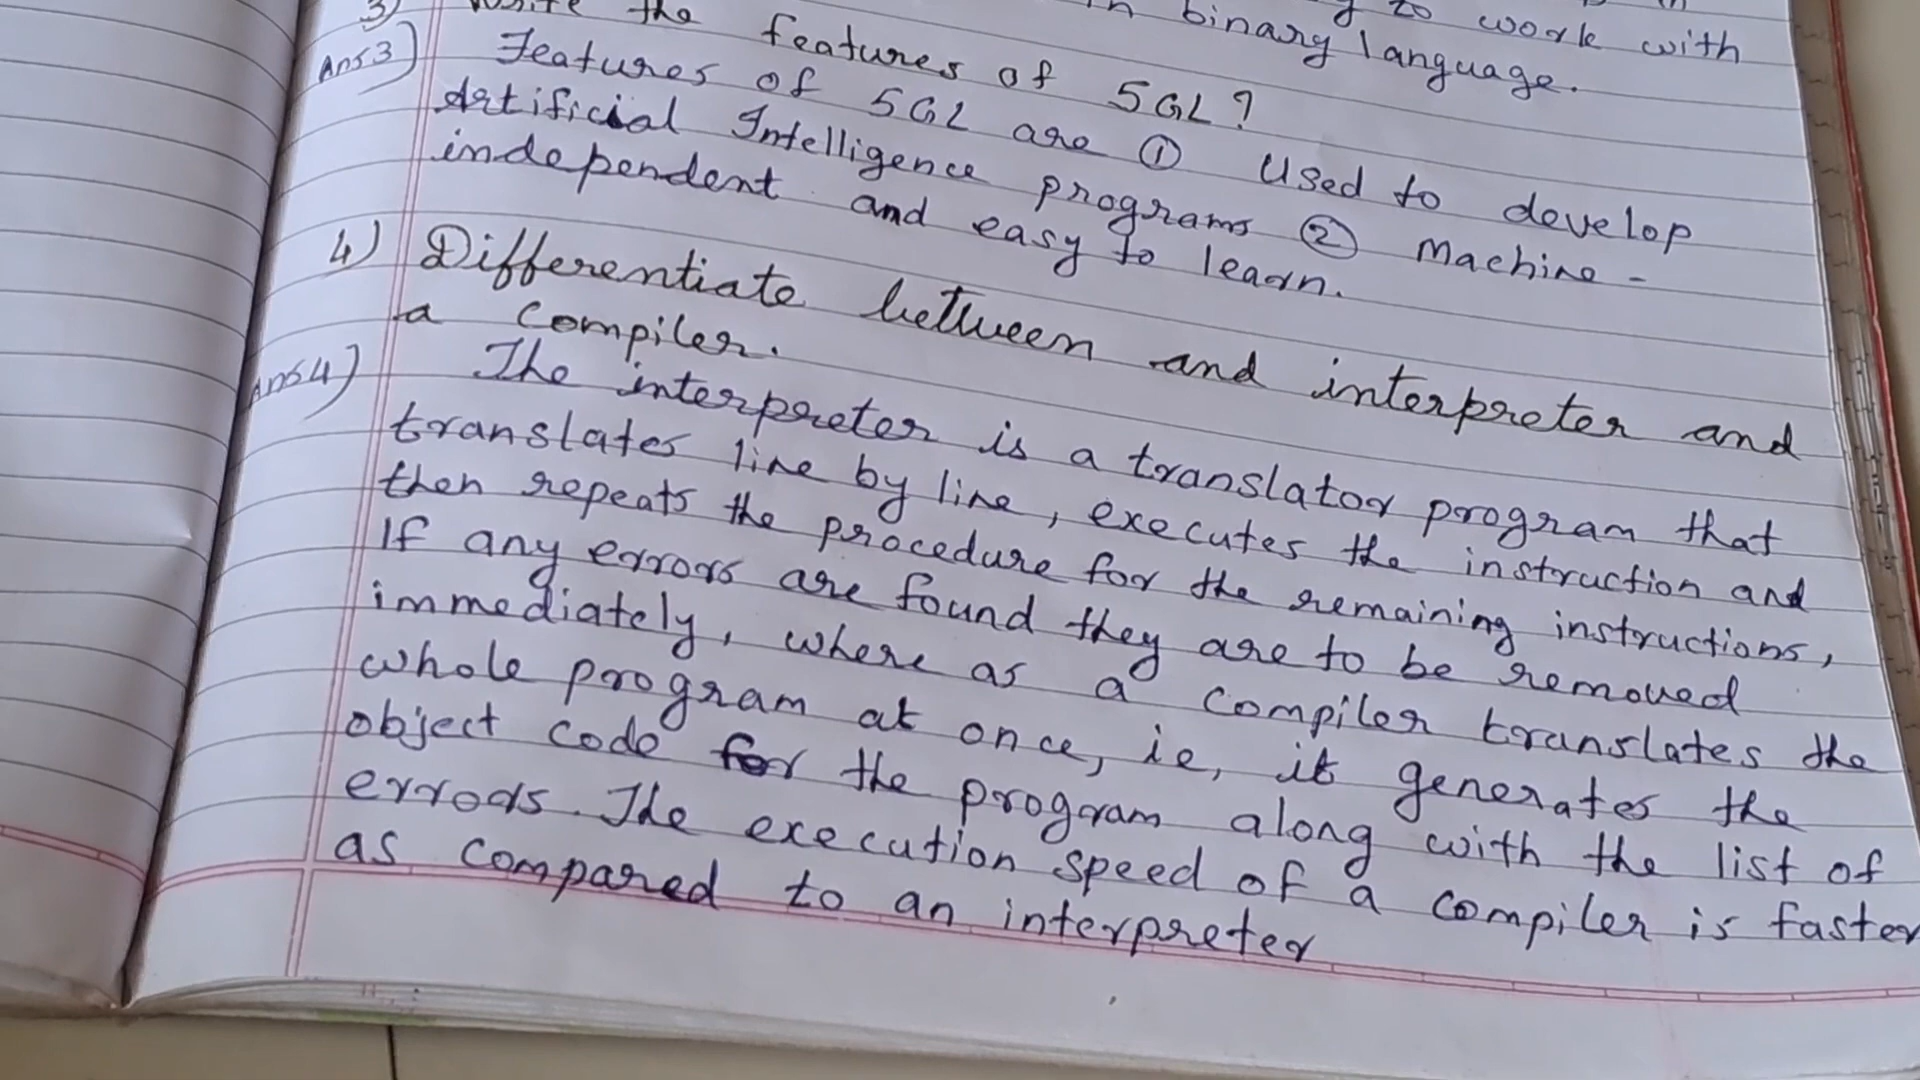 to work with
in binary language.
3) Write the features of 5GL?
Ans3) Features of 5GL are ① Used to develop
Artificial Intelligence programs ② Machine -
independent and easy to learn.
4) Differentiate between and interpreter and
a compiler.
Ans4) The interpreter is a translator program that
translates line by line, executes the instruction and
then repeats the procedure for the remaining instructions,
If any errors are found they are to be removed
immediately, where as a compiler translates the
whole program at once, ie, it generates the
object code for the program along with the list of
errors. The execution speed of a compiler is faster
as compared to an interpreter